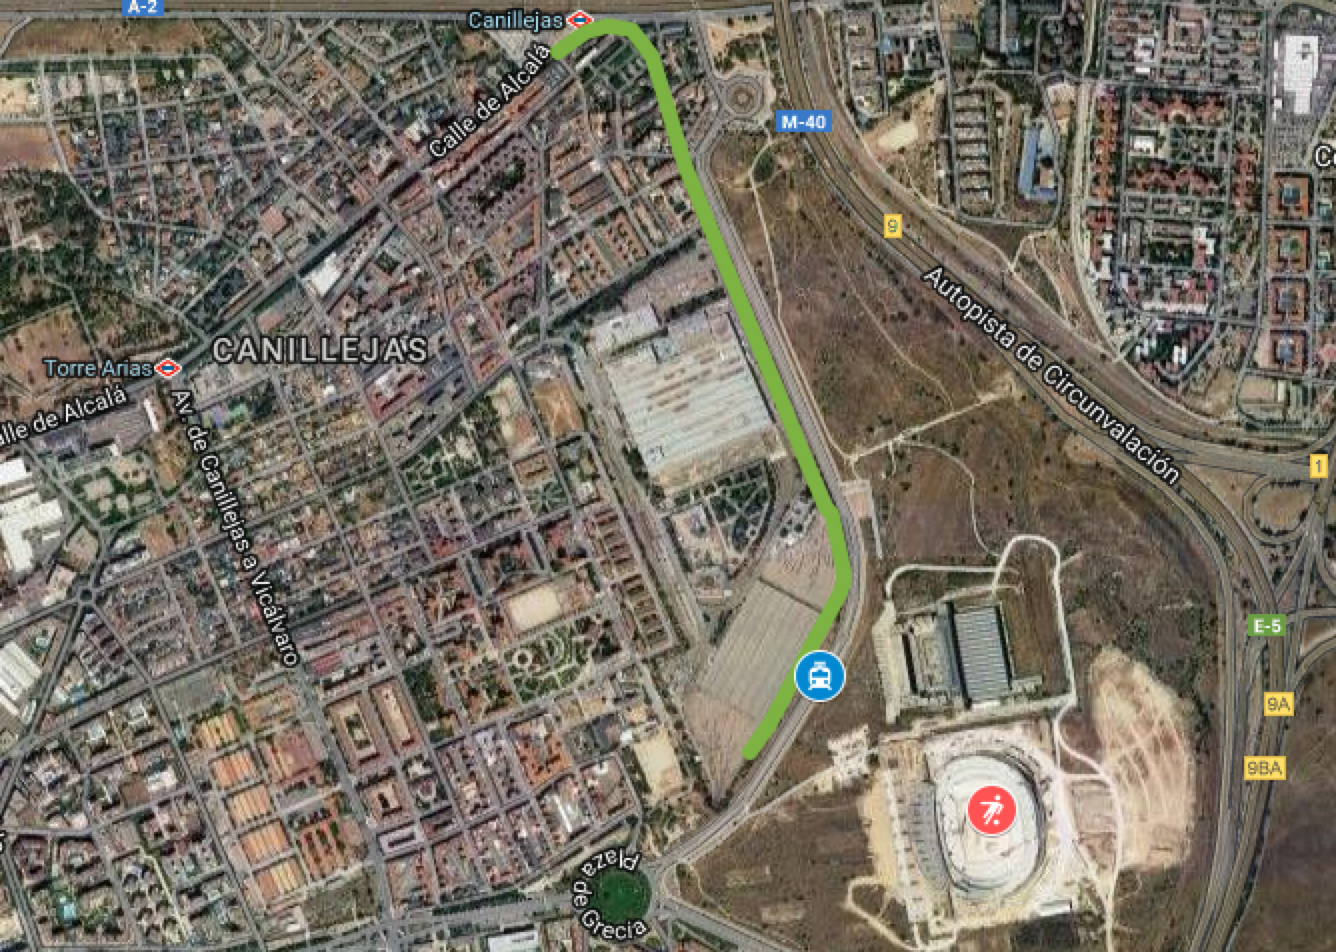 A-2
Canillejas
Calle de Alcalá
M-40
9
Autopista de Circunvalación
CANILLEJAS
Torre Arias
lle de Alcalá
Av. de Canillejas a Vicálvaro
1
E-5
9A
9BA
Plaza
de Grecia